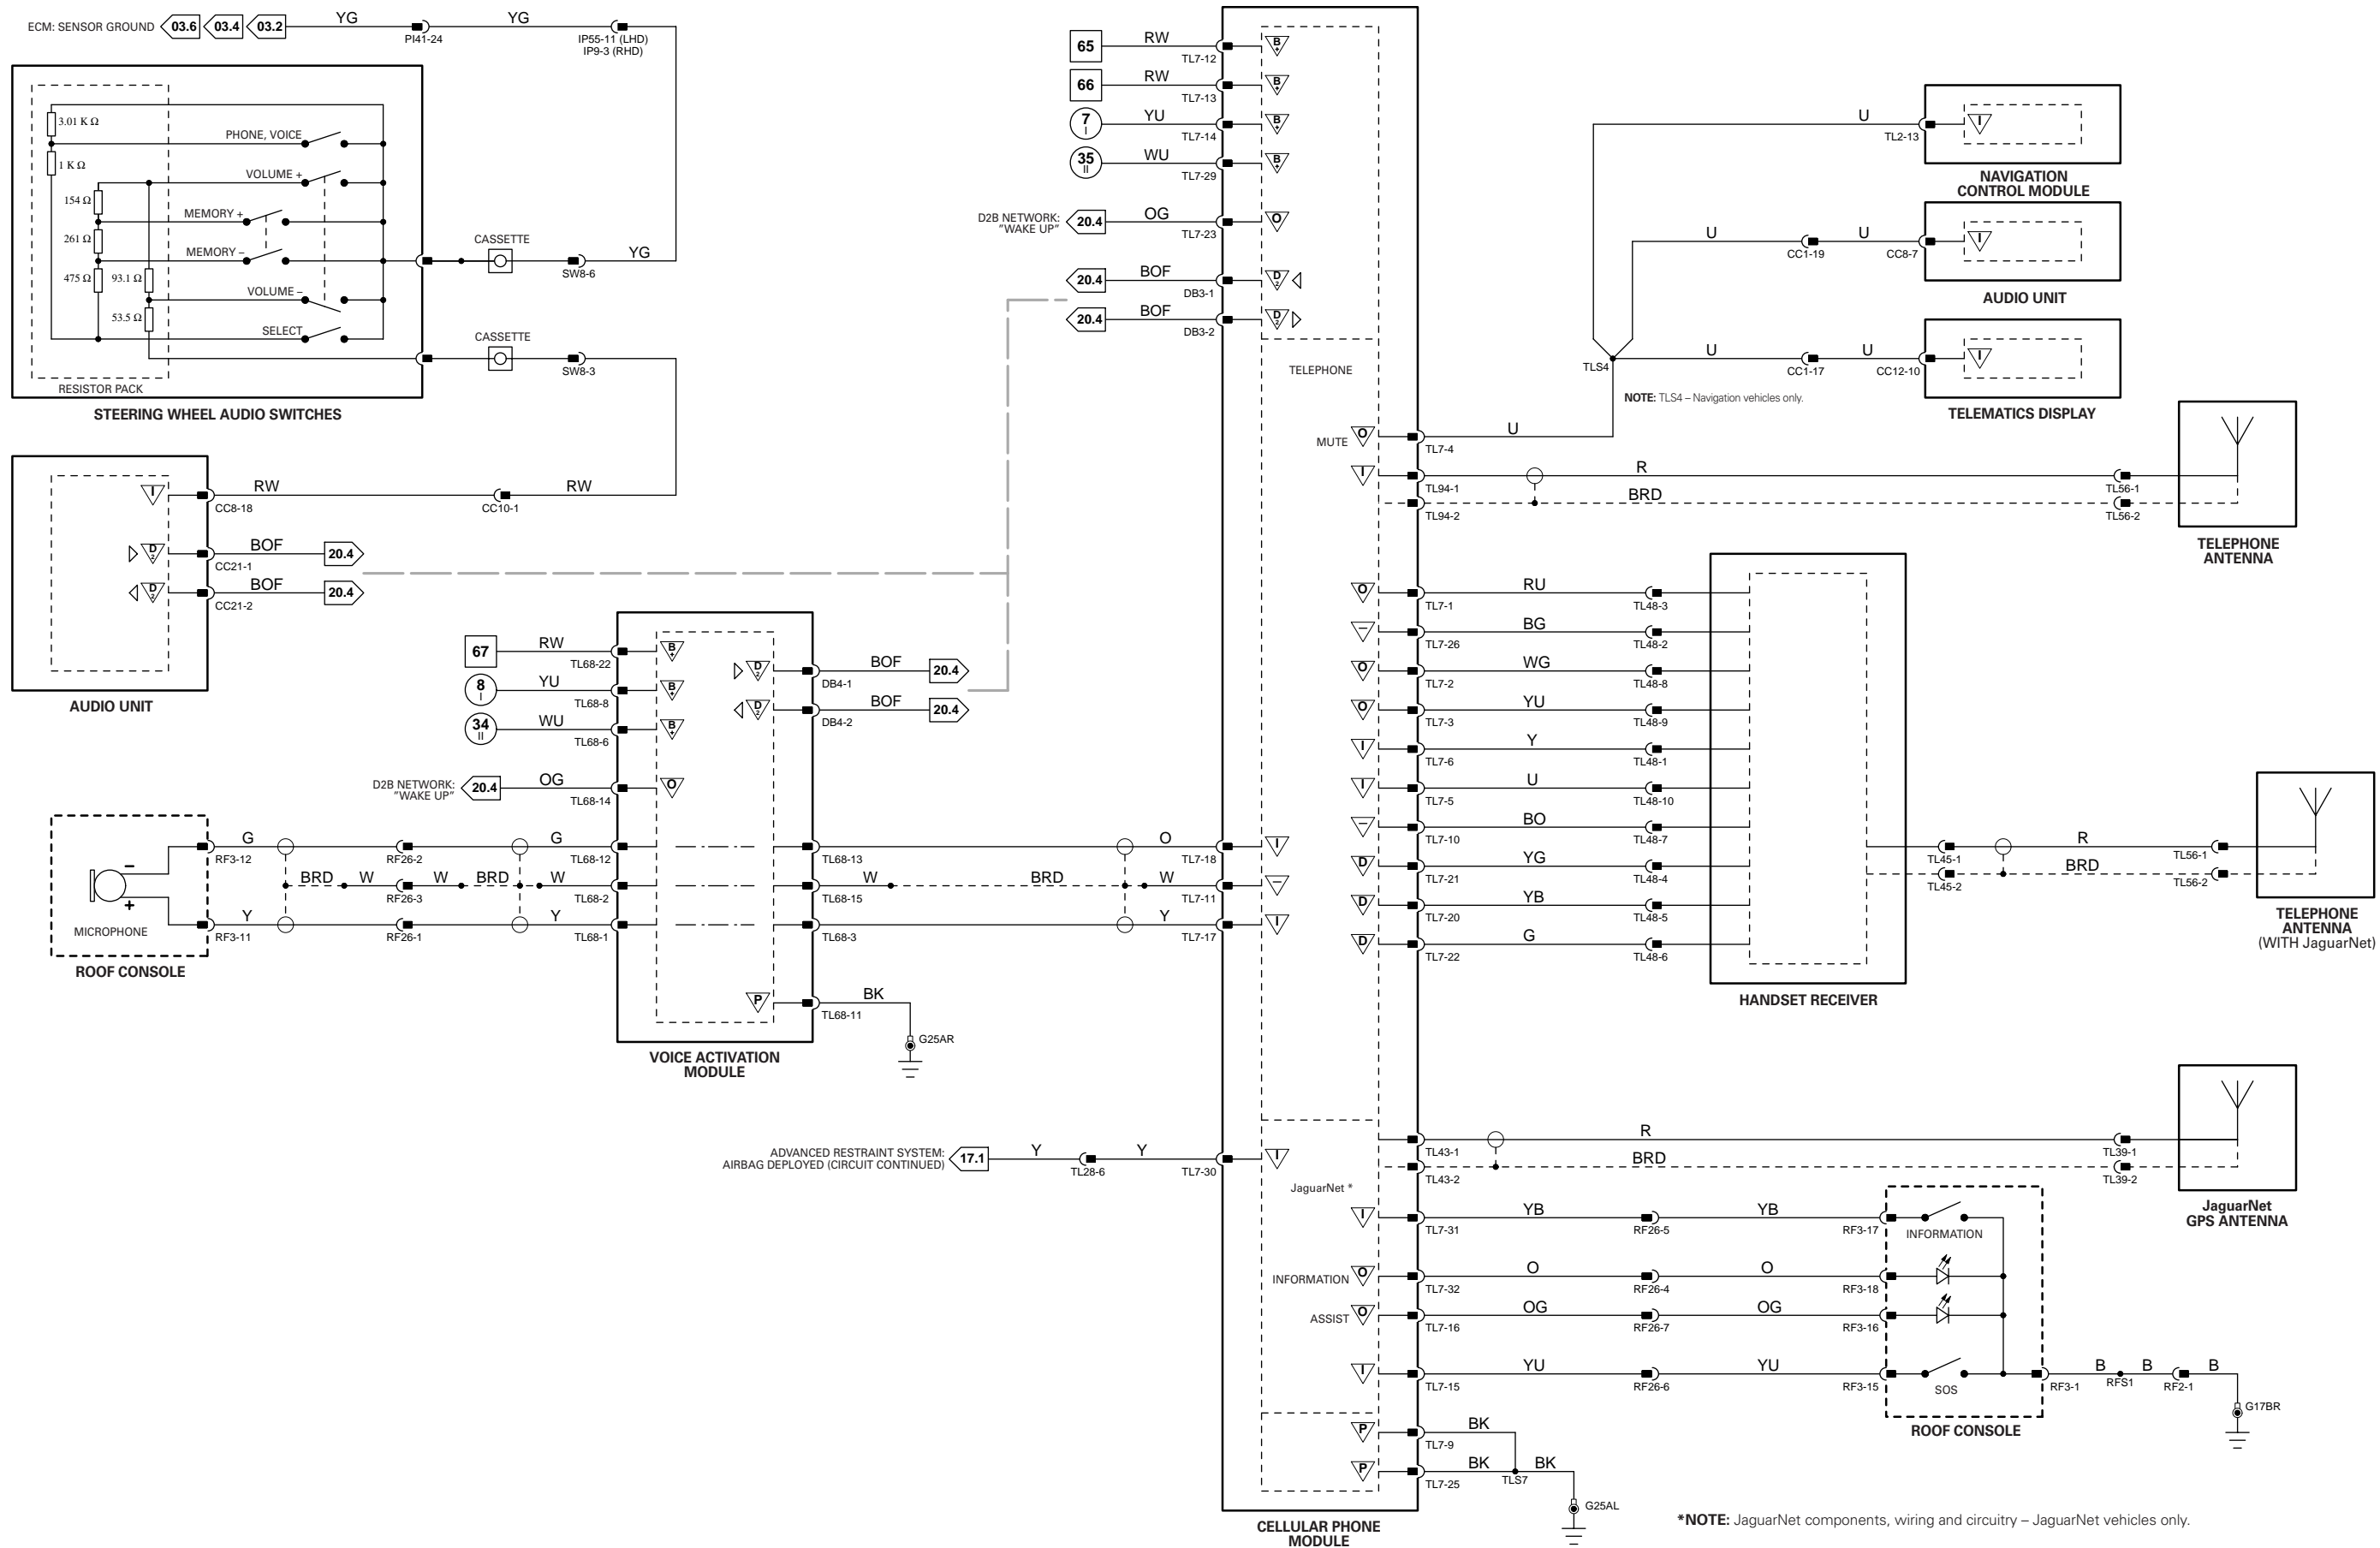 ECM: SENSOR GROUND 03.6 03.4 03.2 YG PI41-24 YG IP55-11 (LHD)
IP9-3 (RHD)
3.01 K Ω
PHONE, VOICE
1 K Ω
VOLUME +
154 Ω
MEMORY +
261 Ω
MEMORY –
475 Ω 93.1 Ω
VOLUME –
53.5 Ω
SELECT
RESISTOR PACK
STEERING WHEEL AUDIO SWITCHES
CASSETTE
SW8-6 YG
CASSETTE
SW8-3
I CC8-18 RW CC10-1 RW
D2 CC21-1 BOF 20.4
D2 CC21-2 BOF 20.4
AUDIO UNIT
67 RW TL68-22 B+
8 I YU TL68-8 B+
34 II WU TL68-6 B+
D2B NETWORK:
"WAKE UP" 20.4 OG TL68-14 O
D2 DB4-1 BOF 20.4
D2 DB4-2 BOF 20.4
MICROPHONE
–
+
ROOF CONSOLE
RF3-12 G RF26-2 G TL68-12
BRD W RF26-3 W BRD W TL68-2
RF3-11 Y RF26-1 Y TL68-1
TL68-13 O TL7-18 I
TL68-15 W BRD W TL7-11 –
TL68-3 Y TL7-17 I
P TL68-11 BK G25AR
VOICE ACTIVATION
MODULE
ADVANCED RESTRAINT SYSTEM:
AIRBAG DEPLOYED (CIRCUIT CONTINUED) 17.1 Y TL28-6 Y TL7-30 I
65 RW TL7-12 B+
66 RW TL7-13 B+
7 I YU TL7-14 B+
35 II WU TL7-29 B+
D2B NETWORK:
"WAKE UP" 20.4 OG TL7-23 O
20.4 BOF DB3-1 D2
20.4 BOF DB3-2 D2
TELEPHONE
MUTE O TL7-4 U
TLS4
NOTE: TLS4 – Navigation vehicles only.
U TL2-13 I
NAVIGATION
CONTROL MODULE
U CC1-19 U CC8-7 I
AUDIO UNIT
U CC1-17 U CC12-10 I
TELEMATICS DISPLAY
I TL94-1 R TL56-1
TL94-2 BRD TL56-2
TELEPHONE
ANTENNA
O TL7-1 RU TL48-3
– TL7-26 BG TL48-2
O TL7-2 WG TL48-8
O TL7-3 YU TL48-9
I TL7-6 Y TL48-1
I TL7-5 U TL48-10
– TL7-10 BO TL48-7
D TL7-21 YG TL48-4
D TL7-20 YB TL48-5
D TL7-22 G TL48-6
HANDSET RECEIVER
TL45-1 R TL56-1
TL45-2 BRD TL56-2
TELEPHONE
ANTENNA
(WITH JaguarNet)
JaguarNet *
TL43-1 R TL39-1
TL43-2 BRD TL39-2
JaguarNet
GPS ANTENNA
I TL7-31 YB RF26-5 YB RF3-17 INFORMATION
INFORMATION O TL7-32 O RF26-4 O RF3-18
ASSIST O TL7-16 OG RF26-7 OG RF3-16
I TL7-15 YU RF26-6 YU RF3-15 SOS
RF3-1 B RFS1 B RF2-1 B G17BR
ROOF CONSOLE
P TL7-9 BK
P TL7-25 BK TLS7 BK G25AL
CELLULAR PHONE
MODULE
*NOTE: JaguarNet components, wiring and circuitry – JaguarNet vehicles only.